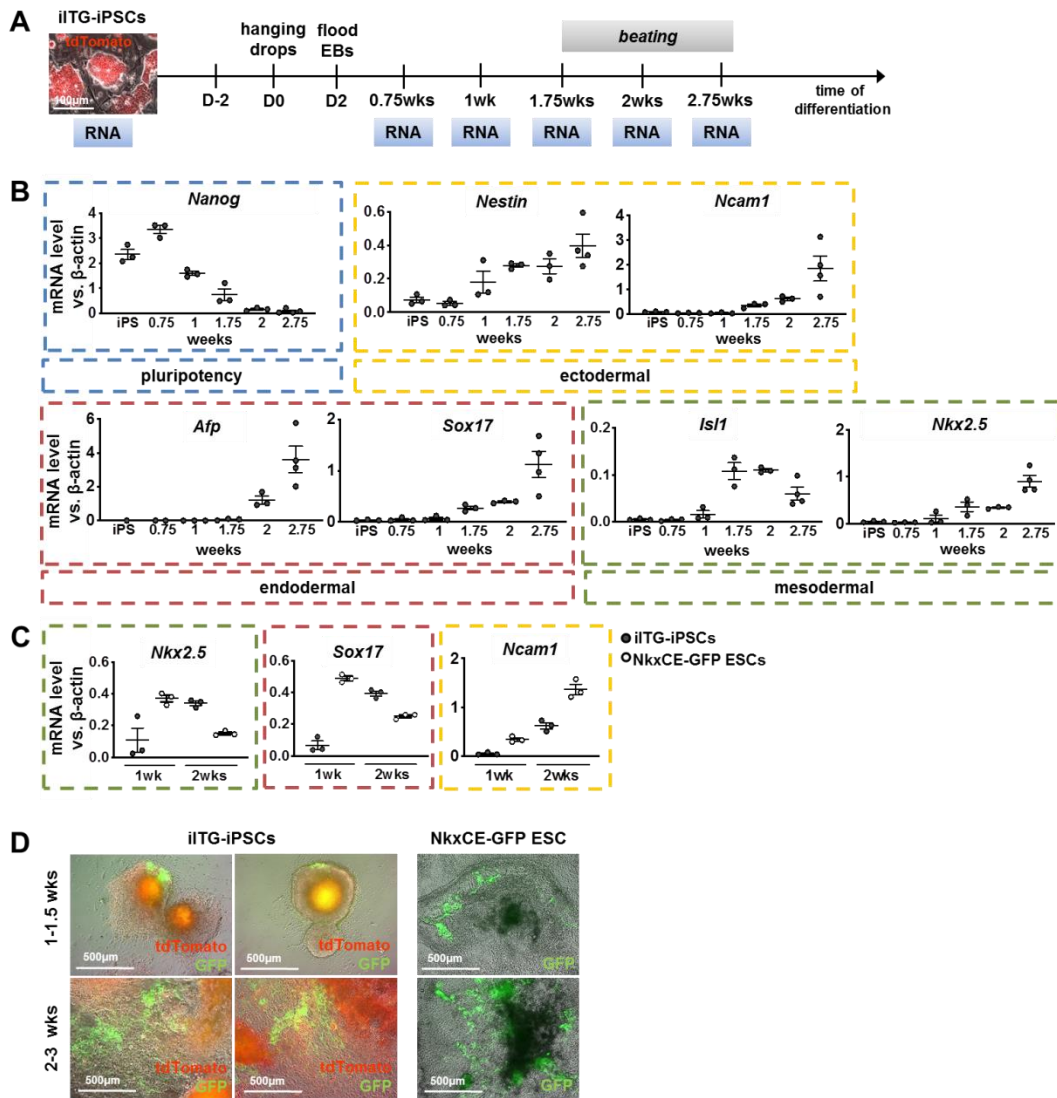 A
iITG-iPSCs
tdTomato
100µm
RNA
hanging drops
flood EBs
beating
D-2
D0
D2
0.75wks
1wk
1.75wks
2wks
2.75wks
time of differentiation
RNA
RNA
RNA
RNA
RNA
B
Nanog
mRNA level
vs. β-actin
4
3
2
1
0
iPS 0.75 1 1.75 2 2.75
weeks
pluripotency
Nestin
0.6
0.4
0.2
0.0
iPS 0.75 1 1.75 2 2.75
weeks
Ncam1
4
2
0
iPS 0.75 1 1.75 2 2.75
weeks
ectodermal
Afp
mRNA level
vs. β-actin
6
4
2
0
iPS 0.75 1 1.75 2 2.75
weeks
Sox17
2
1
0
iPS 0.75 1 1.75 2 2.75
weeks
endodermal
Isl1
0.2
0.1
0.0
iPS 0.75 1 1.75 2 2.75
weeks
Nkx2.5
2
1
0
iPS 0.75 1 1.75 2 2.75
weeks
mesodermal
C
Nkx2.5
mRNA level
vs. β-actin
0.6
0.4
0.2
0.0
1wk 2wks
Sox17
0.6
0.4
0.2
0.0
1wk 2wks
Ncam1
2
1
0
1wk 2wks
iITG-iPSCs
NkxCE-GFP ESCs
D
iITG-iPSCs
NkxCE-GFP ESC
1-1.5 wks
500µm
tdTomato
GFP
500µm
tdTomato
GFP
500µm
GFP
2-3 wks
500µm
tdTomato
GFP
500µm
tdTomato
GFP
500µm
GFP